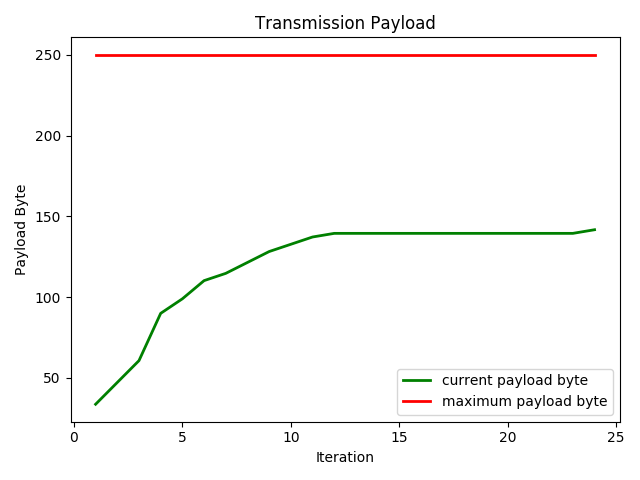 Transmission Payload
250
200
150
100
50
Payload Byte
current payload byte
maximum payload byte
0 5 10 15 20 25
Iteration